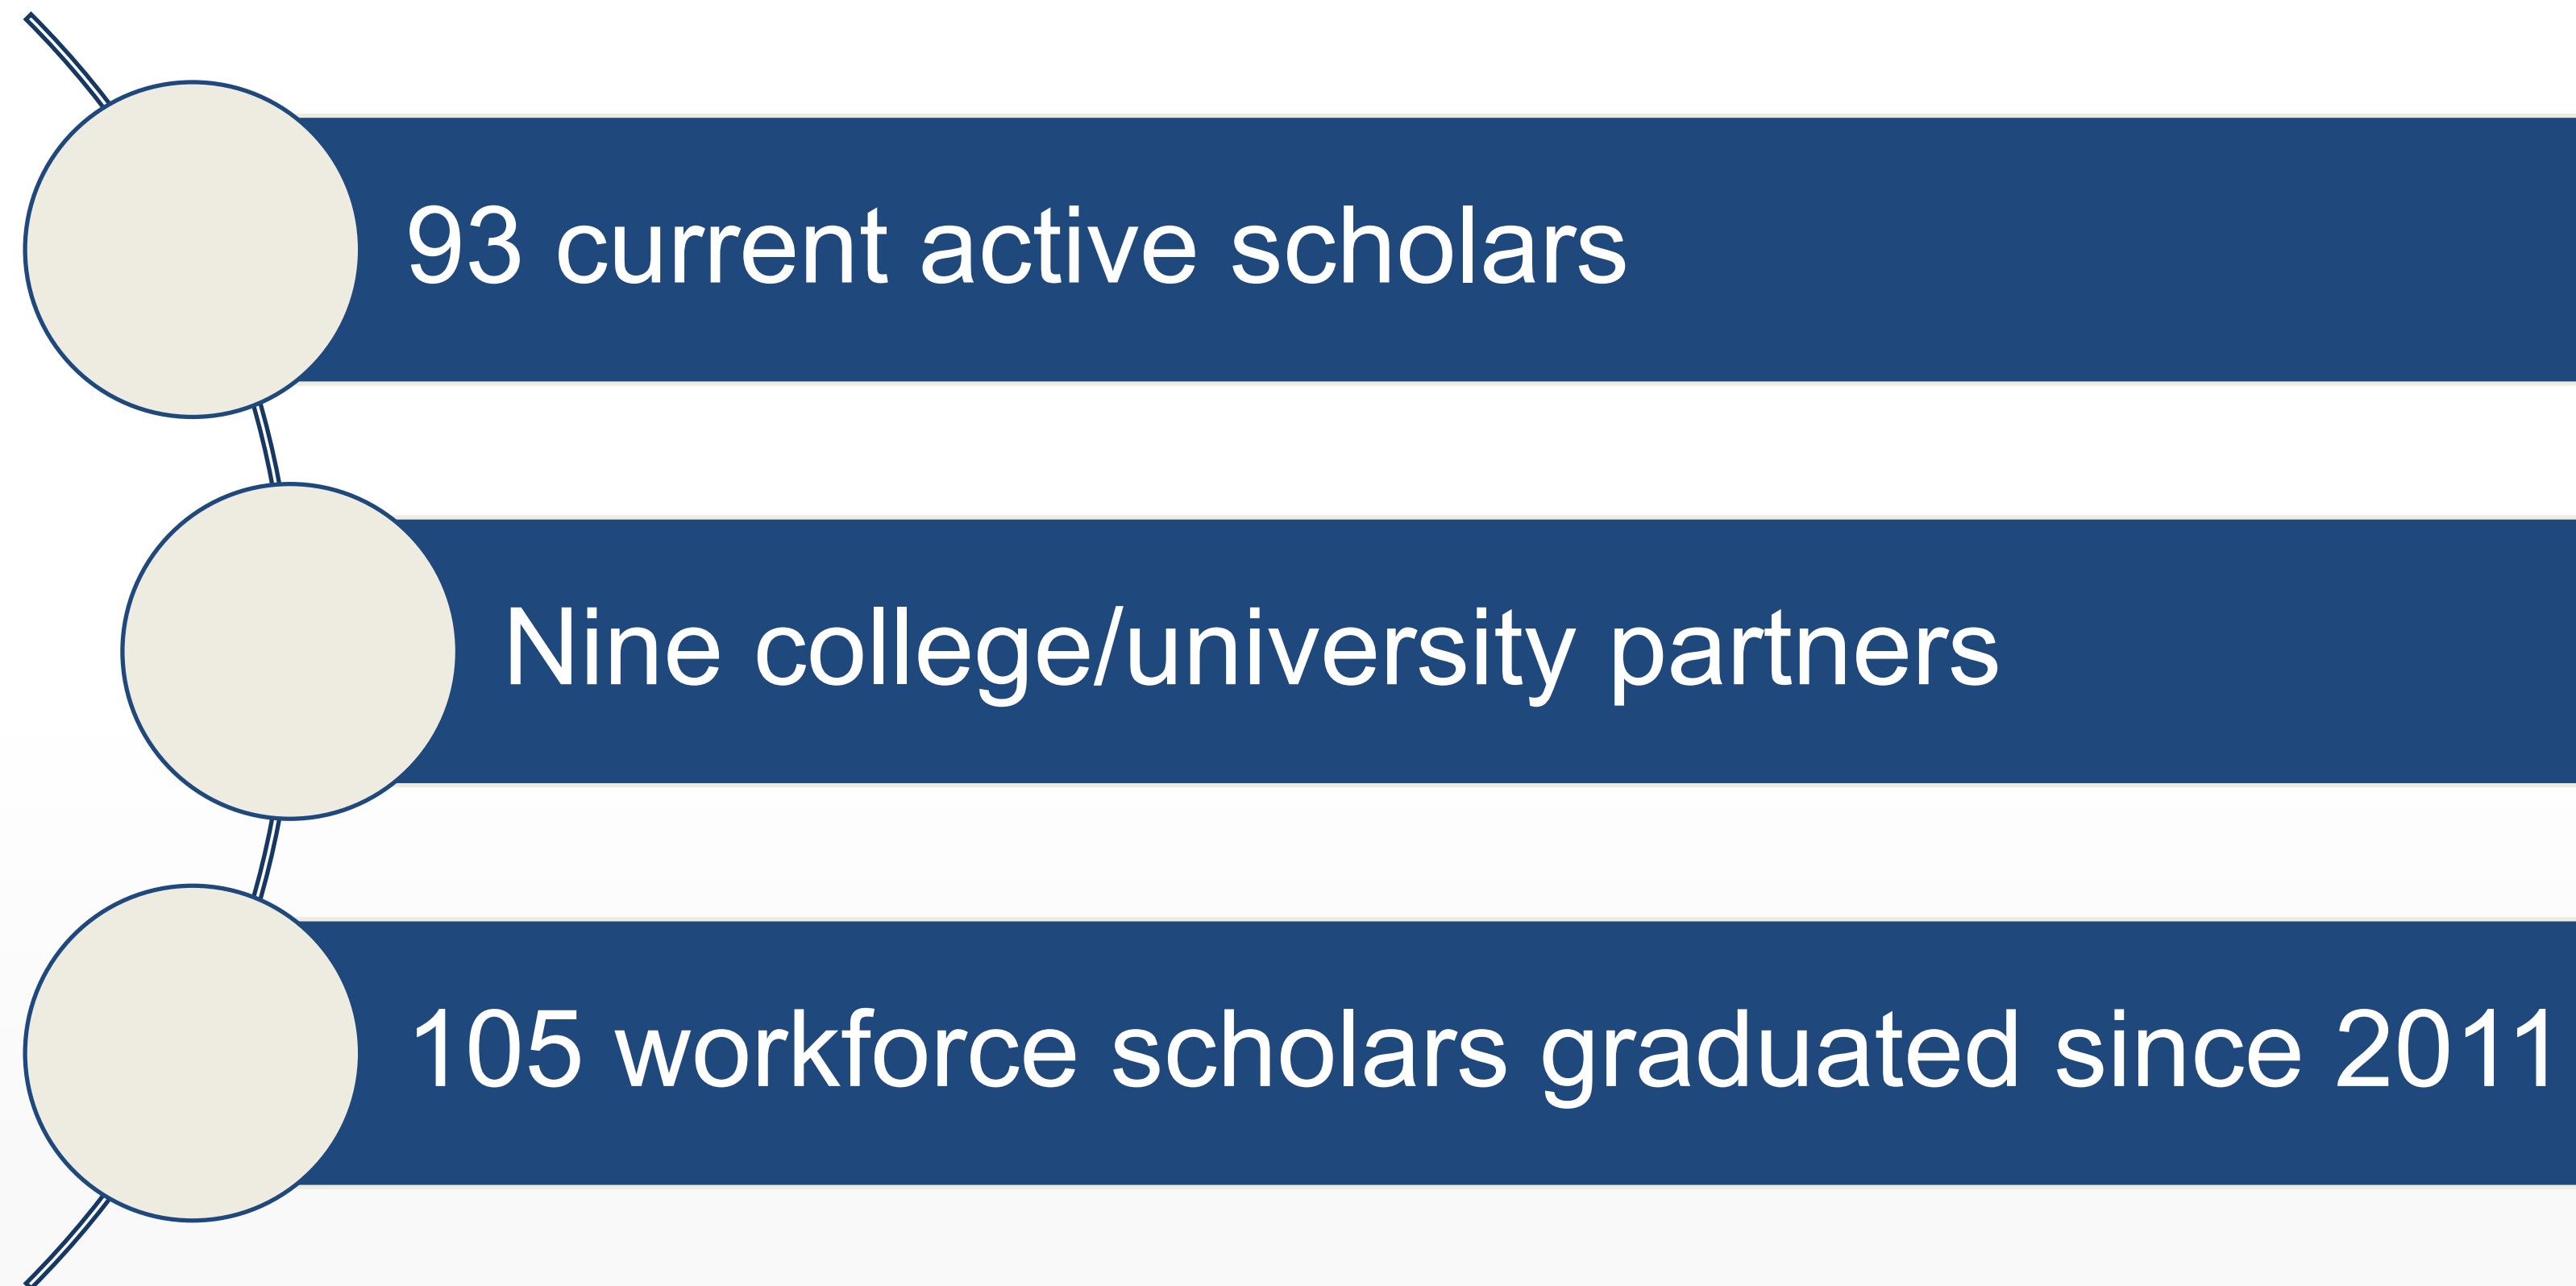 93 current active scholars
Nine college/university partners
105 workforce scholars graduated since 2011